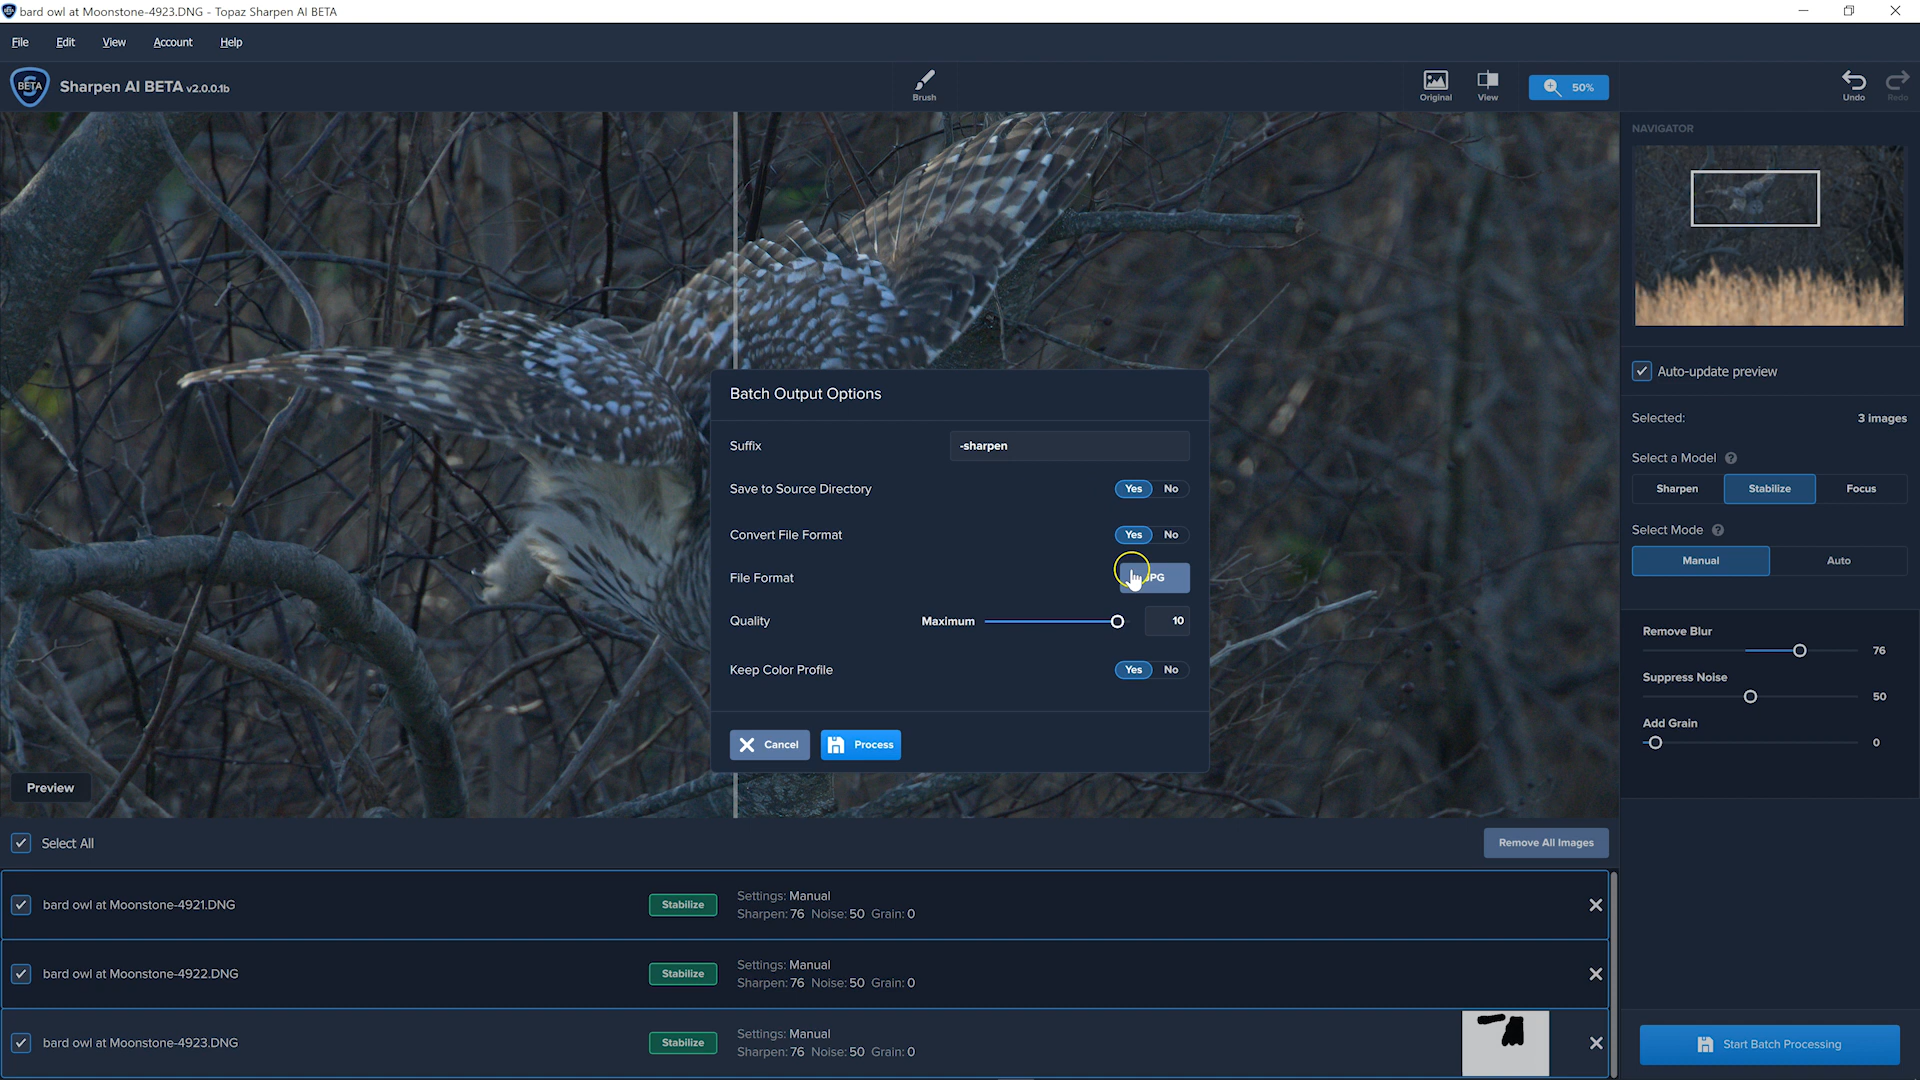 bard owl at Moonstone-4923.DNG - Topaz Sharpen AI BETA
File Edit View Account Help
BETA
Sharpen AI BETA v2.0.0.1b
Brush
Original
View
50%
Undo
Redo
NAVIGATOR
Auto-update preview
Selected: 3 images
Select a Model ?
Sharpen Stabilize Focus
Select Mode ?
Manual Auto
Remove Blur
76
Suppress Noise
50
Add Grain
0
Batch Output Options
Suffix -sharpen
Save to Source Directory Yes No
Convert File Format Yes No
File Format JPG
Quality Maximum 10
Keep Color Profile Yes No
Cancel Process
Preview
Select All
Remove All Images
bard owl at Moonstone-4921.DNG Stabilize
Settings: Manual
Sharpen: 76 Noise: 50 Grain: 0
bard owl at Moonstone-4922.DNG Stabilize
Settings: Manual
Sharpen: 76 Noise: 50 Grain: 0
bard owl at Moonstone-4923.DNG Stabilize
Settings: Manual
Sharpen: 76 Noise: 50 Grain: 0
Start Batch Processing